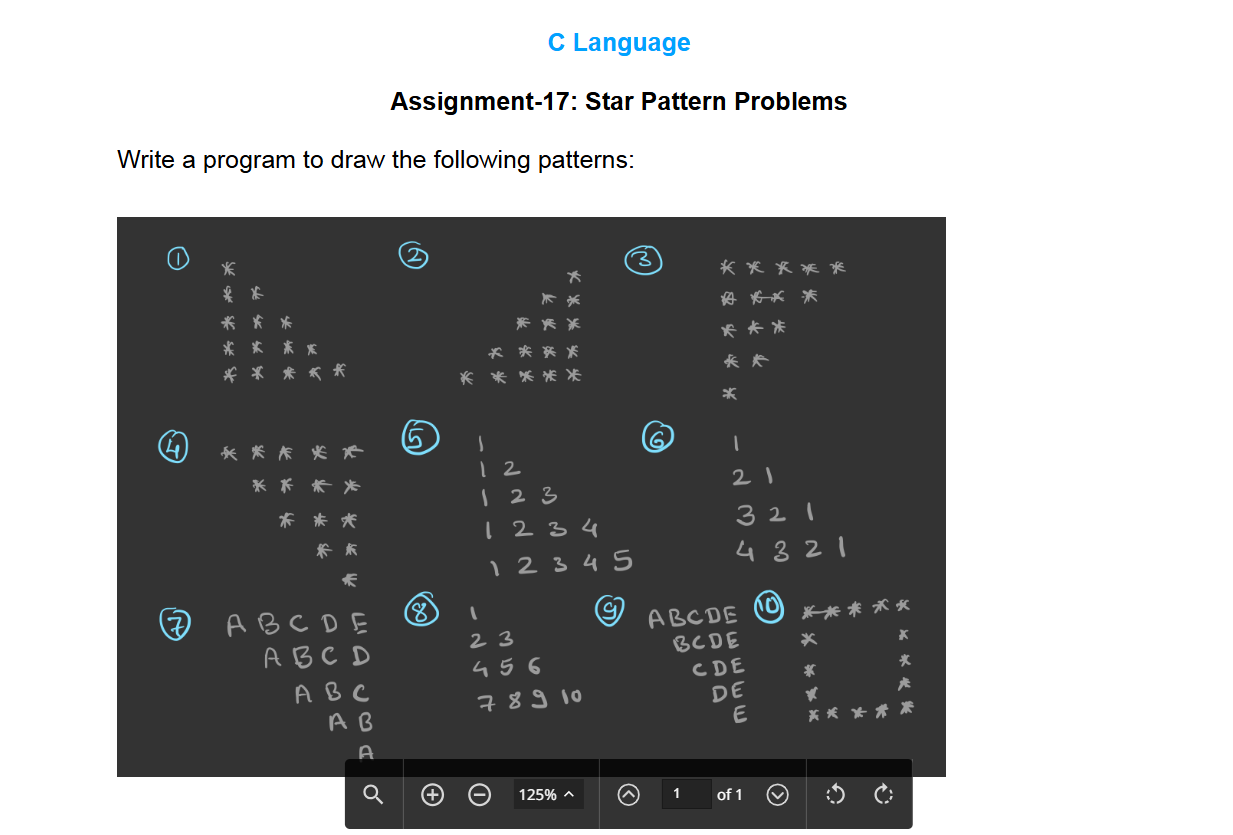 C Language
Assignment-17: Star Pattern Problems
Write a program to draw the following patterns:
1
*
* *
* * *
* * * *
* * * * *
2
*
* *
* * *
* * * *
* * * * *
3
* * * * *
* * * *
* * *
* *
*
4
* * * * *
* * * *
* * *
* *
*
5
1
1 2
1 2 3
1 2 3 4
1 2 3 4 5
6
1
2 1
3 2 1
4 3 2 1
7
A B C D E
A B C D
A B C
A B
A
8
1
2 3
4 5 6
7 8 9 10
9
ABCDE
BCDE
CDE
DE
E
10
* * * * *
* *
* *
* *
* * * * *
125% 1 of 1